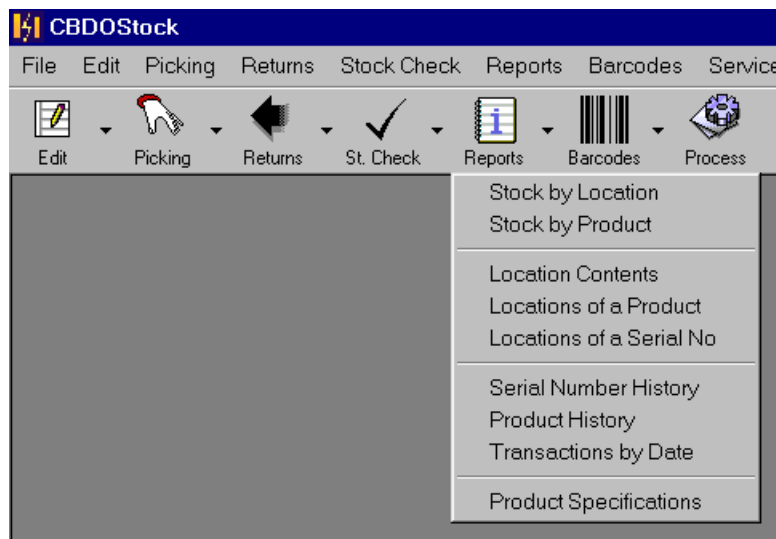 CBDOStock
File Edit Picking Returns Stock Check Reports Barcodes Service
Edit Picking Returns St. Check Reports Barcodes Process
Stock by Location
Stock by Product
Location Contents
Locations of a Product
Locations of a Serial No
Serial Number History
Product History
Transactions by Date
Product Specifications